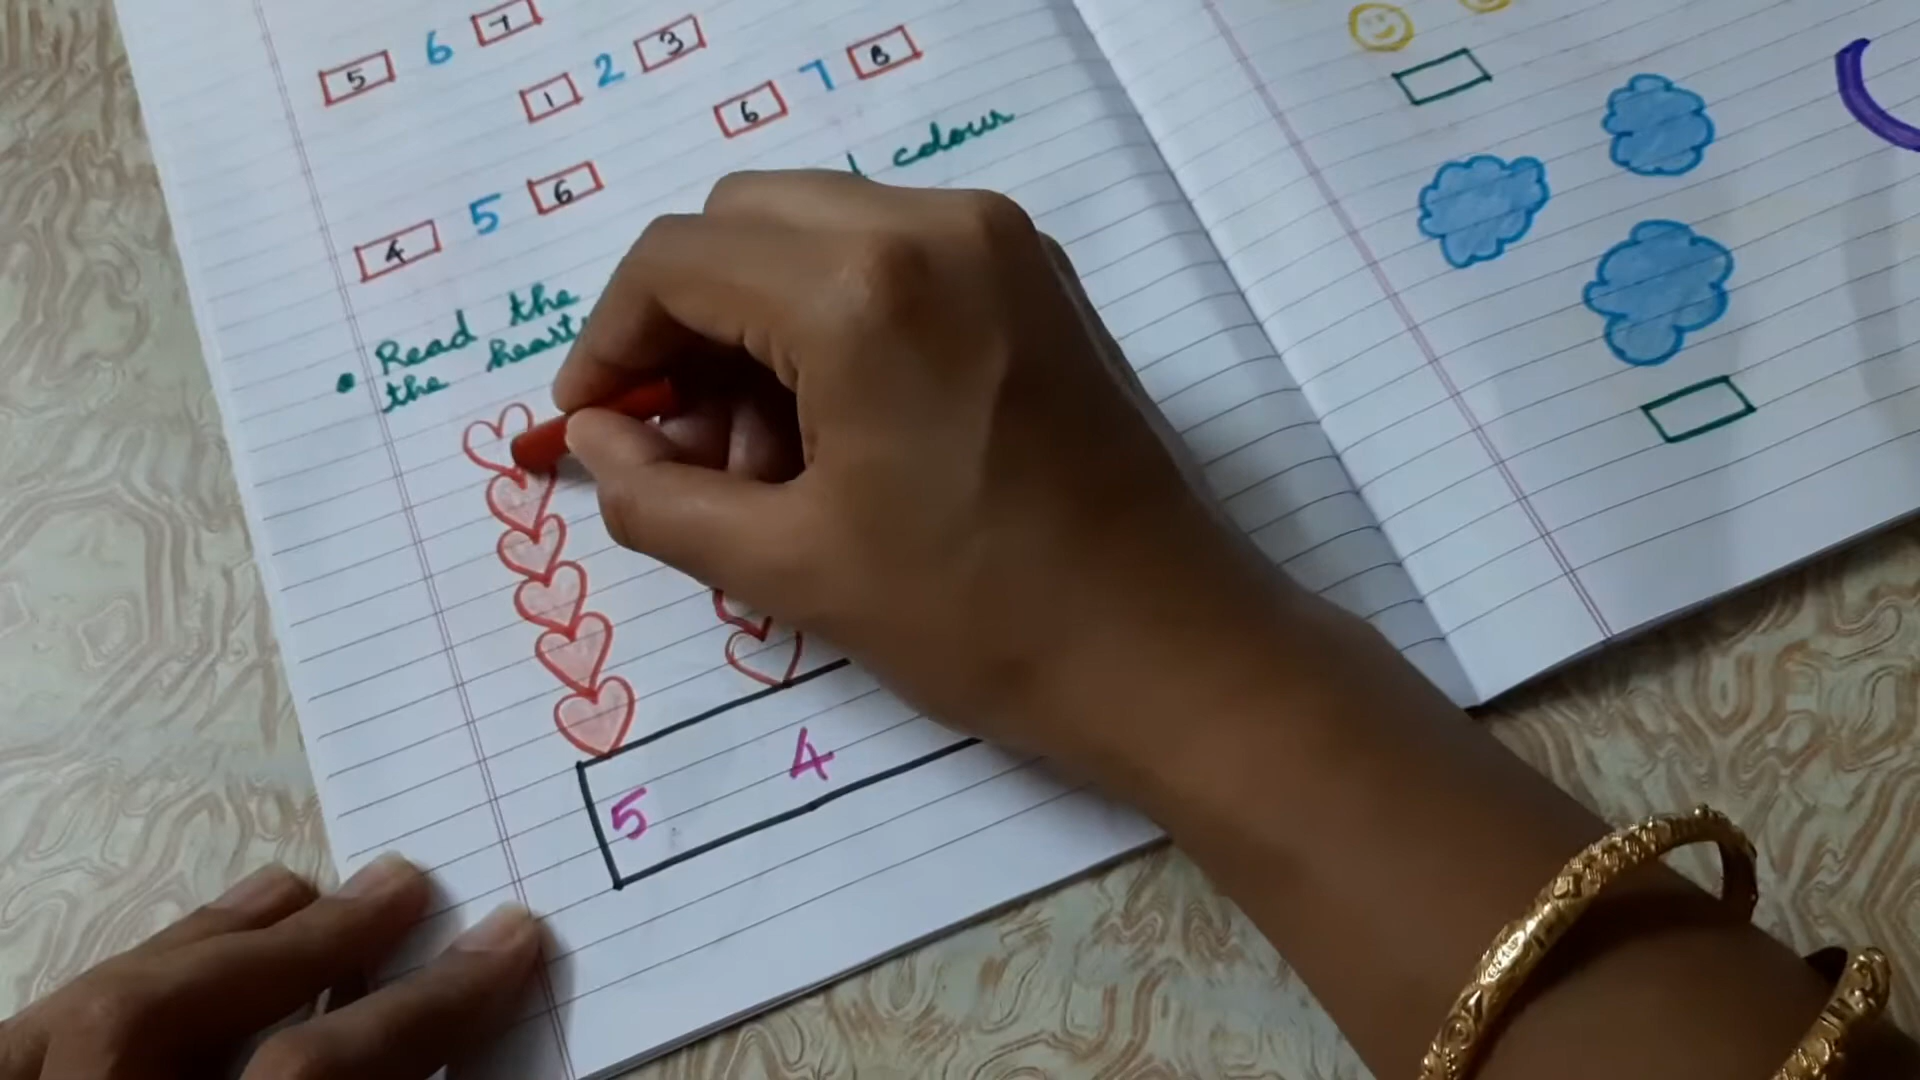 5 6 7
1 2 3
6 7 8
4 5 6
• Read the colour
the hearts
5 4